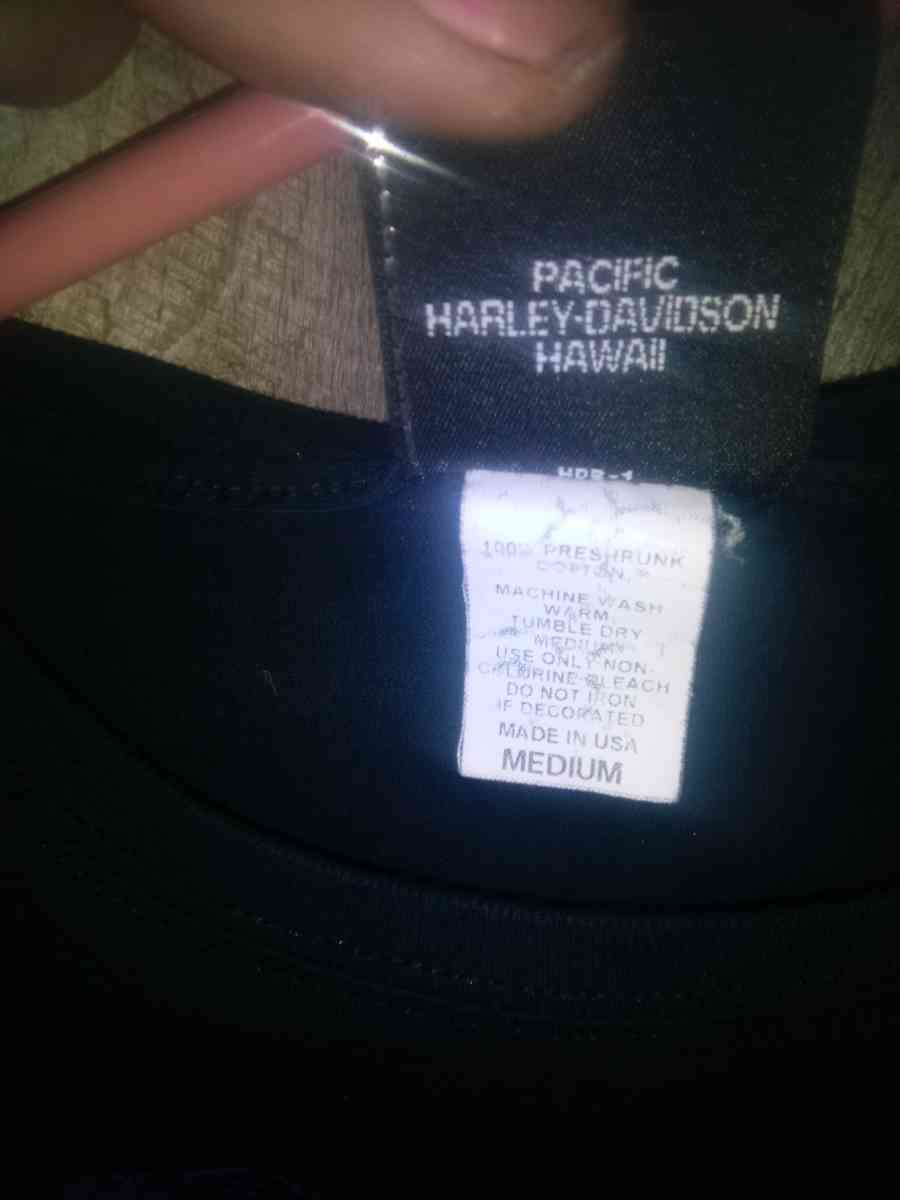 PACIFIC
HARLEY-DAVIDSON
HAWAII
100% PRESHRUNK
COTTON
MACHINE WASH
WARM
TUMBLE DRY
MEDIUM
USE ONLY NON-
CHLORINE BLEACH
DO NOT IRON
IF DECORATED
MADE IN USA
MEDIUM